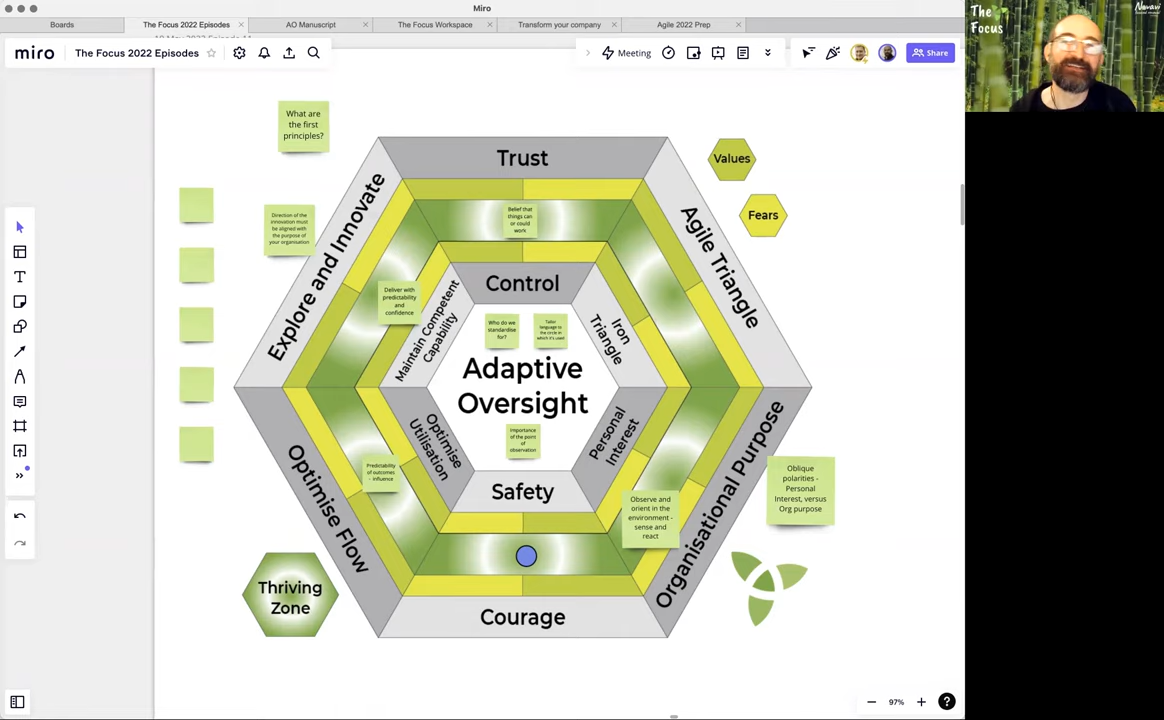 Miro
Boards
The Focus 2022 Episodes
AO Manuscript
The Focus Workspace
Transform your company
Agile 2022 Prep
miro
The Focus 2022 Episodes
Meeting
Share
The
Focus
Novavi
What are
the first
principles?
Direction of the
innovation must
be aligned with
the purpose of
your organisation
Trust
Explore and Innovate
Agile Triangle
Values
Fears
Belief that
things can
or could
work
Deliver with
predictability
and
confidence
Control
Maintain Competent
Capability
Iron
Triangle
Who do we
standardise
for?
Tailor
language to
the circle in
which it's used
Adaptive
Oversight
Importance
of the point
of
observation
Optimise
Utilisation
Personal
Interest
Safety
Predictability
of outcomes
- influence
Observe and
orient in the
environment -
sense and
react
Oblique
polarities -
Personal
Interest, versus
Org purpose
Optimise Flow
Organisational Purpose
Thriving
Zone
Courage
97%